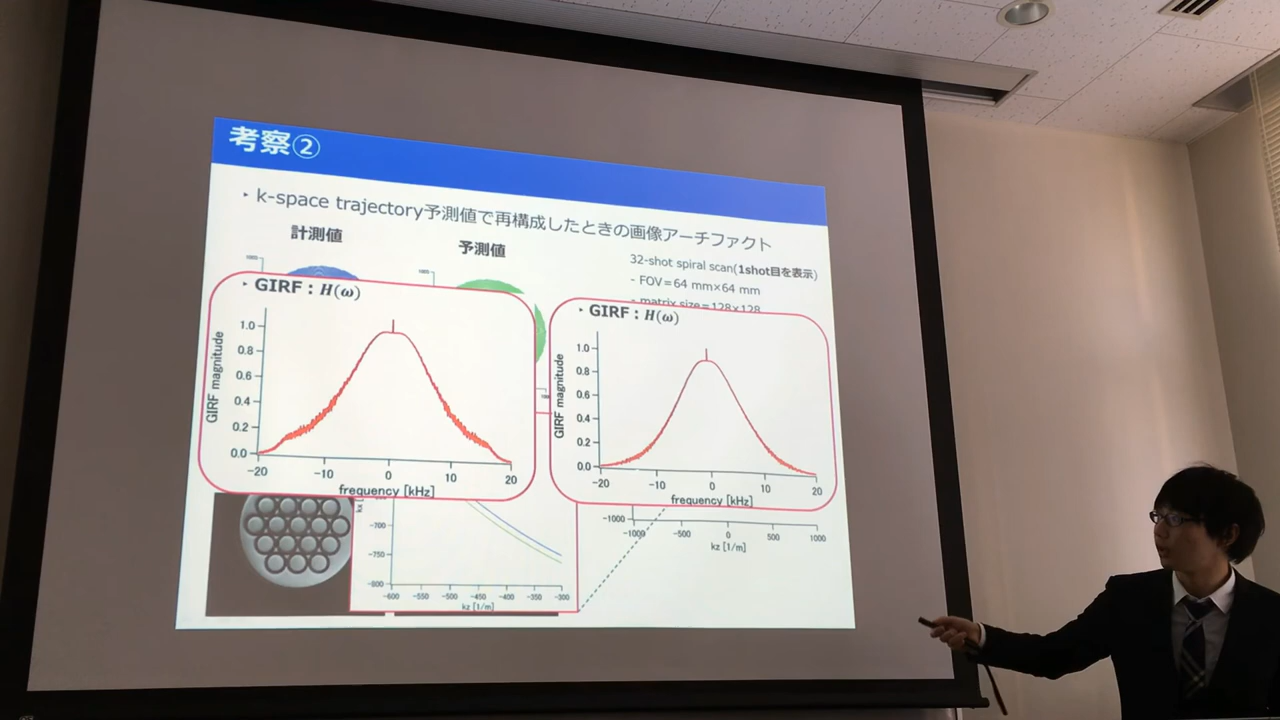 考察②
・k-space trajectory予測値で再構成したときの画像アーチファクト
計測値
予測値
32-shot spiral scan(1shot目を表示)
- FOV=64 mm×64 mm
- matrix size=128×128
1000
1000
・GIRF : H(ω)
GIRF magnitude
1.0
0.8
0.6
0.4
0.2
0.0
-20
-10
0
10
20
frequency [kHz]
・GIRF : H(ω)
GIRF magnitude
1.0
0.8
0.6
0.4
0.2
0.0
-20
-10
0
10
20
frequency [kHz]
kx [
-700
-750
-800
-600
-550
-500
-450
-400
-350
-300
kz [1/m]
-1000
-1000
-500
0
500
1000
kz [1/m]